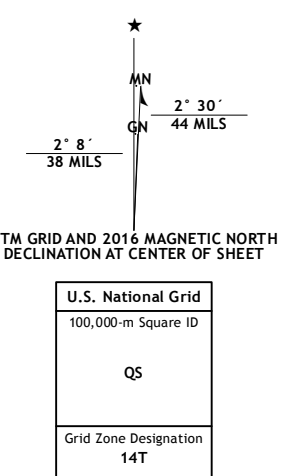 ★
MN
2° 30´
GN
44 MILS
2° 8´
38 MILS
TM GRID AND 2016 MAGNETIC NORTH
DECLINATION AT CENTER OF SHEET
U.S. National Grid
100,000-m Square ID
QS
Grid Zone Designation
14T